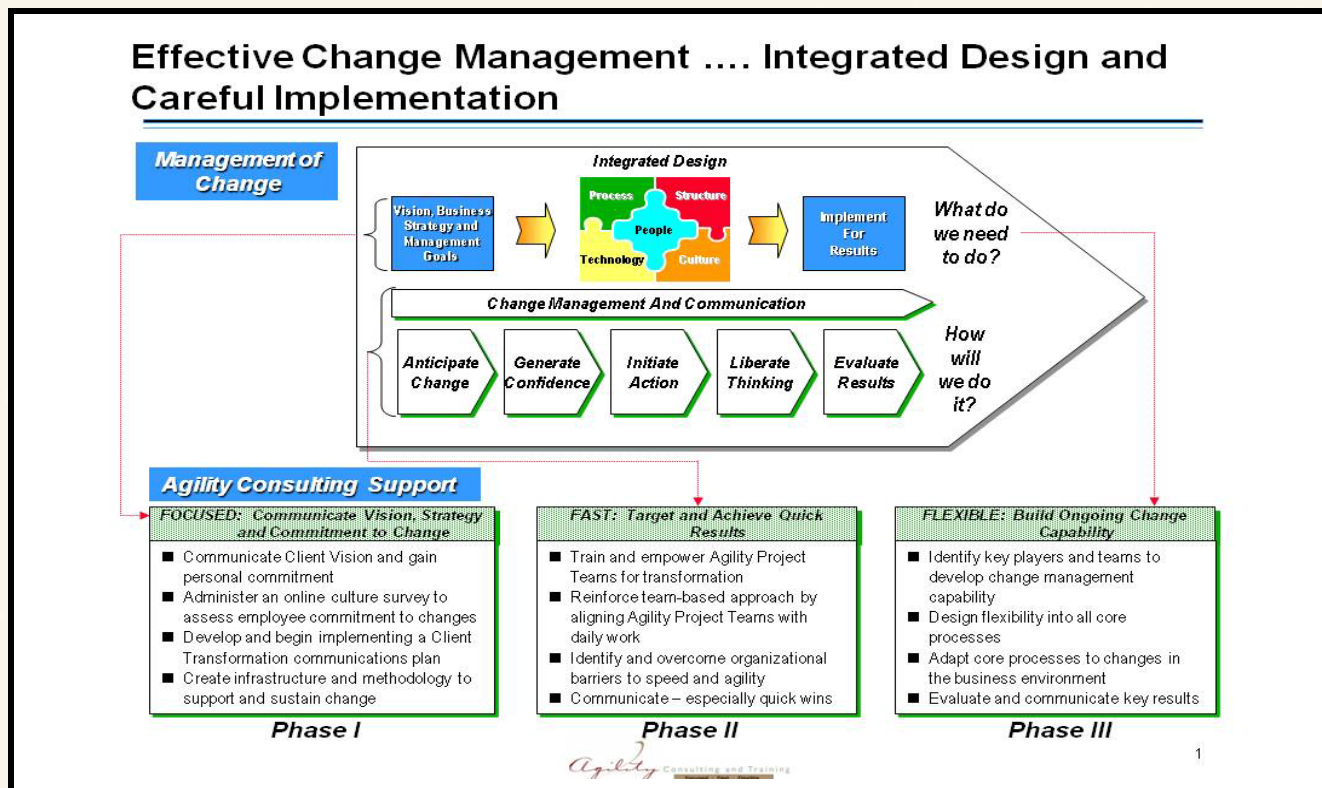 Effective Change Management .... Integrated Design and
Careful Implementation
Management of
Change
Integrated Design
Vision, Business
Strategy and
Management
Goals
Process
Structure
People
Technology
Culture
Implement
For
Results
What do
we need
to do?
Change Management And Communication
Anticipate
Change
Generate
Confidence
Initiate
Action
Liberate
Thinking
Evaluate
Results
How
will
we do
it?
Agility Consulting Support
FOCUSED: Communicate Vision, Strategy
and Commitment to Change
■ Communicate Client Vision and gain
personal commitment
■ Administer an online culture survey to
assess employee commitment to changes
■ Develop and begin implementing a Client
Transformation communications plan
■ Create infrastructure and methodology to
support and sustain change
Phase I
FAST: Target and Achieve Quick
Results
■ Train and empower Agility Project
Teams for transformation
■ Reinforce team-based approach by
aligning Agility Project Teams with
daily work
■ Identify and overcome organizational
barriers to speed and agility
■ Communicate – especially quick wins
Phase II
FLEXIBLE: Build Ongoing Change
Capability
■ Identify key players and teams to
develop change management
capability
■ Design flexibility into all core
processes
■ Adapt core processes to changes in
the business environment
■ Evaluate and communicate key results
Phase III
Agility Consulting and Training
1